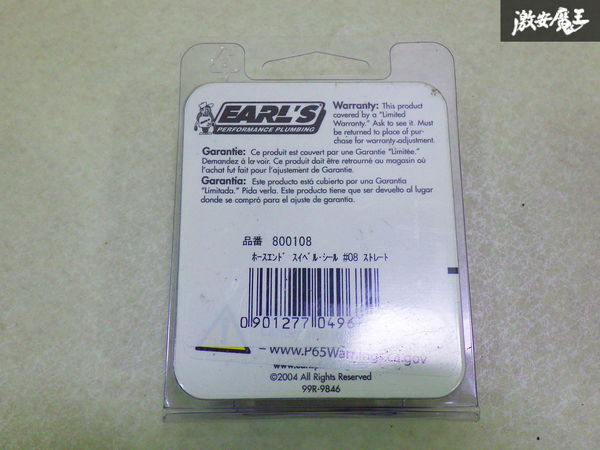 激安魔王
EARL'S
PERFORMANCE PLUMBING
Warranty: This product
covered by a "Limited
Warranty." Ask to see it. Must
be returned to place of pur-
chase for warranty adjustment.
Garantie: Ce produit est couvert par une Garantie "Limitée."
Demandez à la voir. Ce produit doit être retourné au magasin où
l'achat fut fait pour l'ajustement de Garantie.
Garantía: Este producto está cubierto por una Garantía
"Limitada." Pida verla. Este producto tiene que ser devuelto al lugar
donde se compró para el ajuste de garantía.
品番 800108
ホースエンド スイベル・シール #08 ストレート
0901277049
– www.P65Warnings.ca.gov
©2004 All Rights Reserved
99R-9846